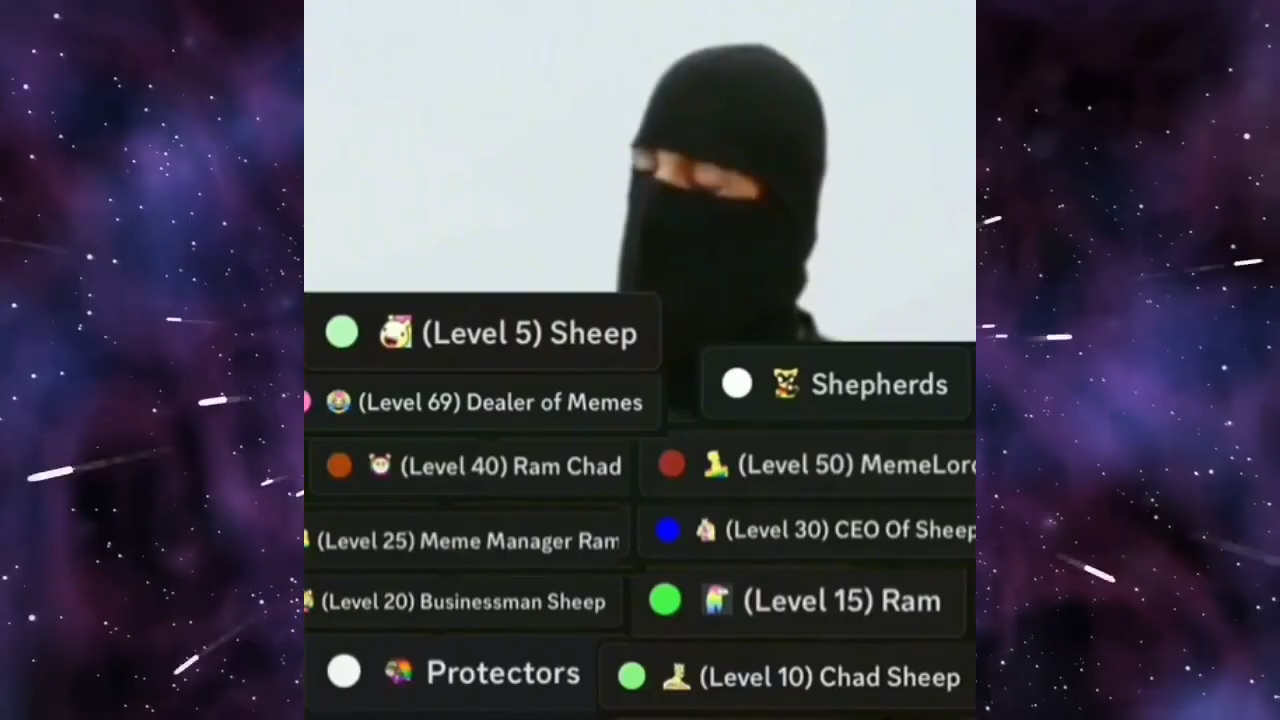 (Level 5) Sheep
Shepherds
(Level 69) Dealer of Memes
(Level 40) Ram Chad
(Level 50) MemeLord
(Level 25) Meme Manager Ram
(Level 30) CEO Of Sheep
(Level 20) Businessman Sheep
(Level 15) Ram
Protectors
(Level 10) Chad Sheep